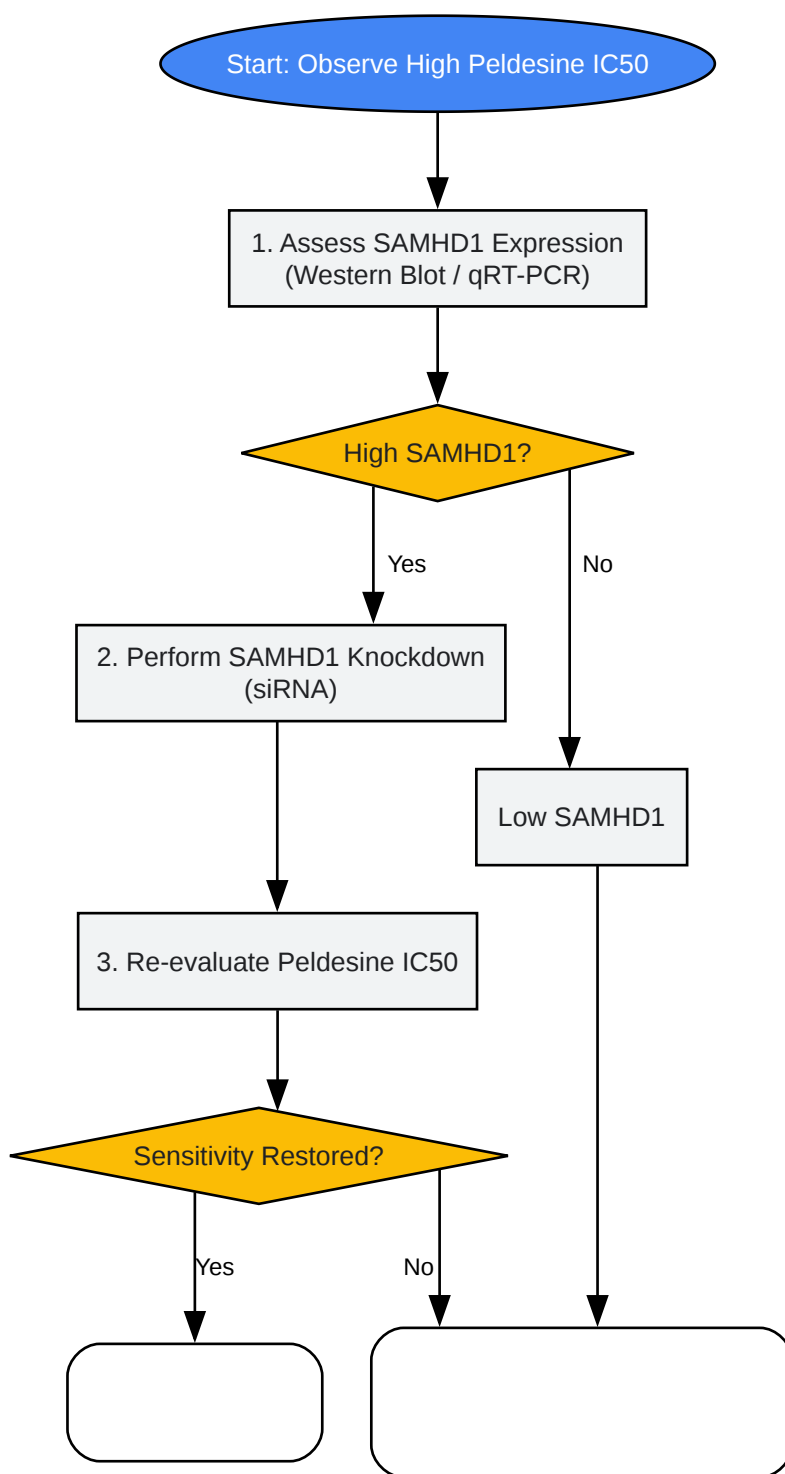 Start: Observe High Peldesine IC50
1. Assess SAMHD1 Expression
(Western Blot / qRT-PCR)
High SAMHD1?
Yes
No
2. Perform SAMHD1 Knockdown
(siRNA)
Low SAMHD1
3. Re-evaluate Peldesine IC50
Sensitivity Restored?
Yes
No